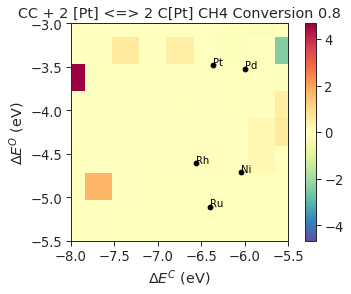 CC + 2 [Pt] <=> 2 C[Pt] CH4 Conversion 0.8
−3.0
−3.5
−4.0
−4.5
−5.0
−5.5
ΔE^O (eV)
Pt
Pd
Rh
Ni
Ru
−8.0 −7.5 −7.0 −6.5 −6.0 −5.5
ΔE^C (eV)
4
2
0
−2
−4